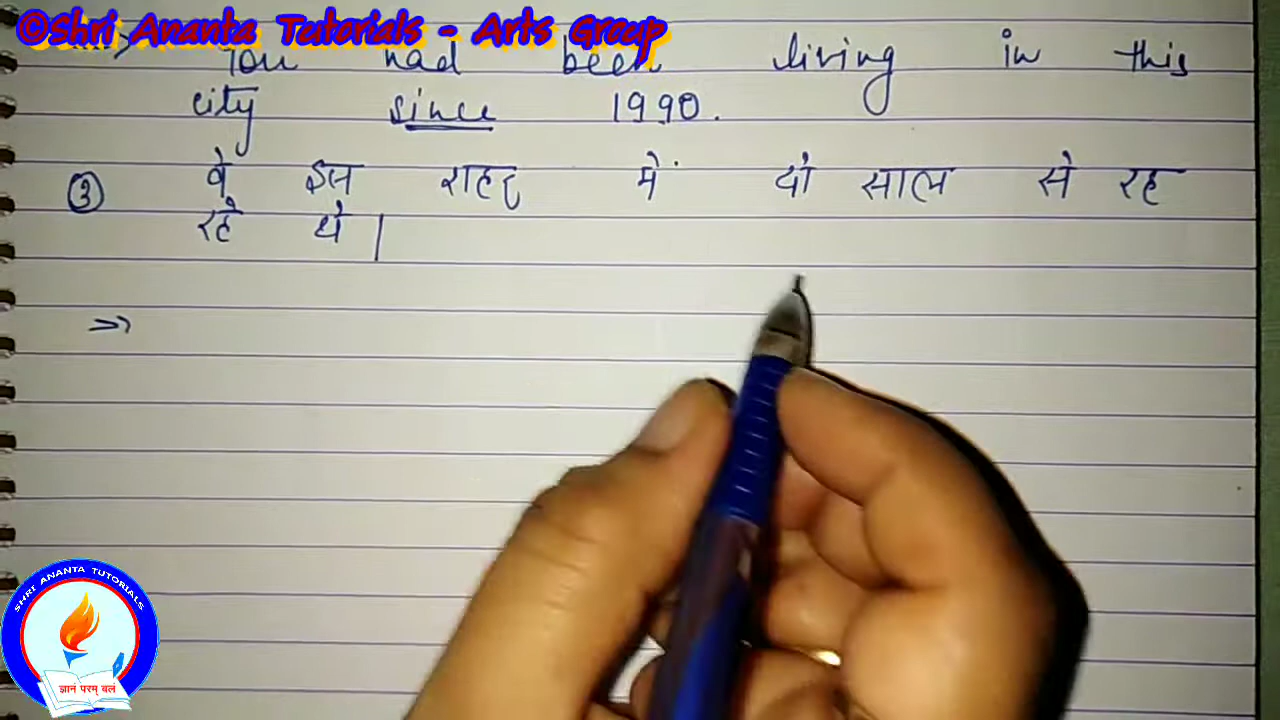 ©Shri Ananta Tutorials - Arts Group
⇒ You had been living in this
city since 1990.
③ वे इस शहर में दो साल से रह
रहे थे |
⇒
SHRI ANANTA TUTORIALS
ज्ञानं परम् बलं